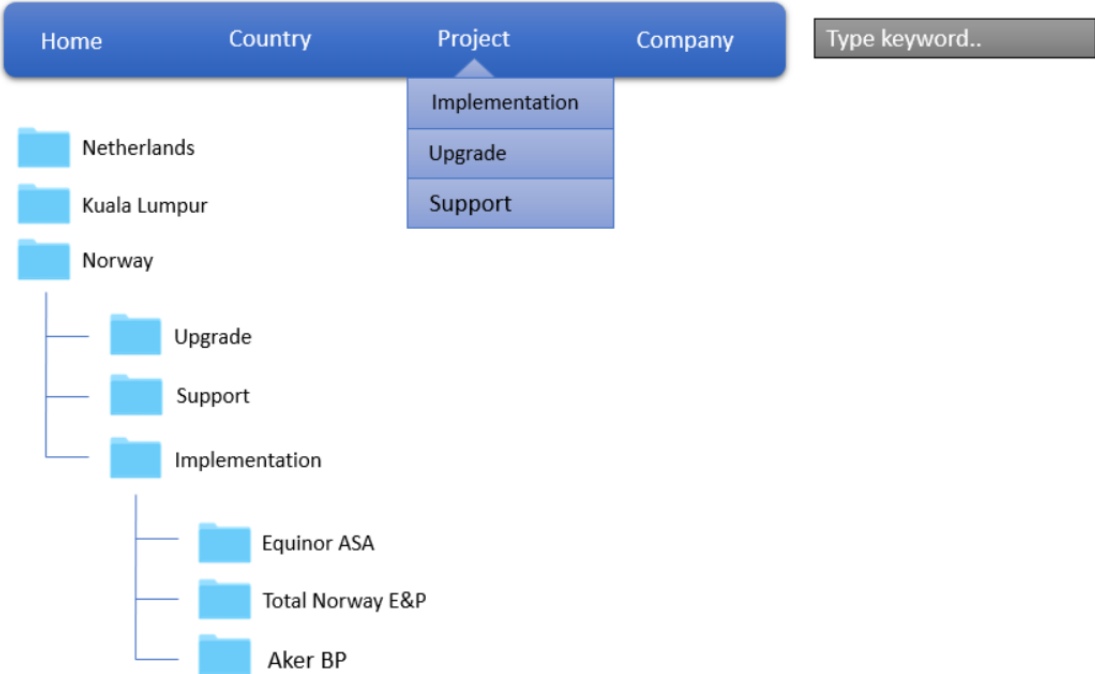 Home Country Project Company Type keyword..
Implementation
Upgrade
Support
Netherlands
Kuala Lumpur
Norway
Upgrade
Support
Implementation
Equinor ASA
Total Norway E&P
Aker BP